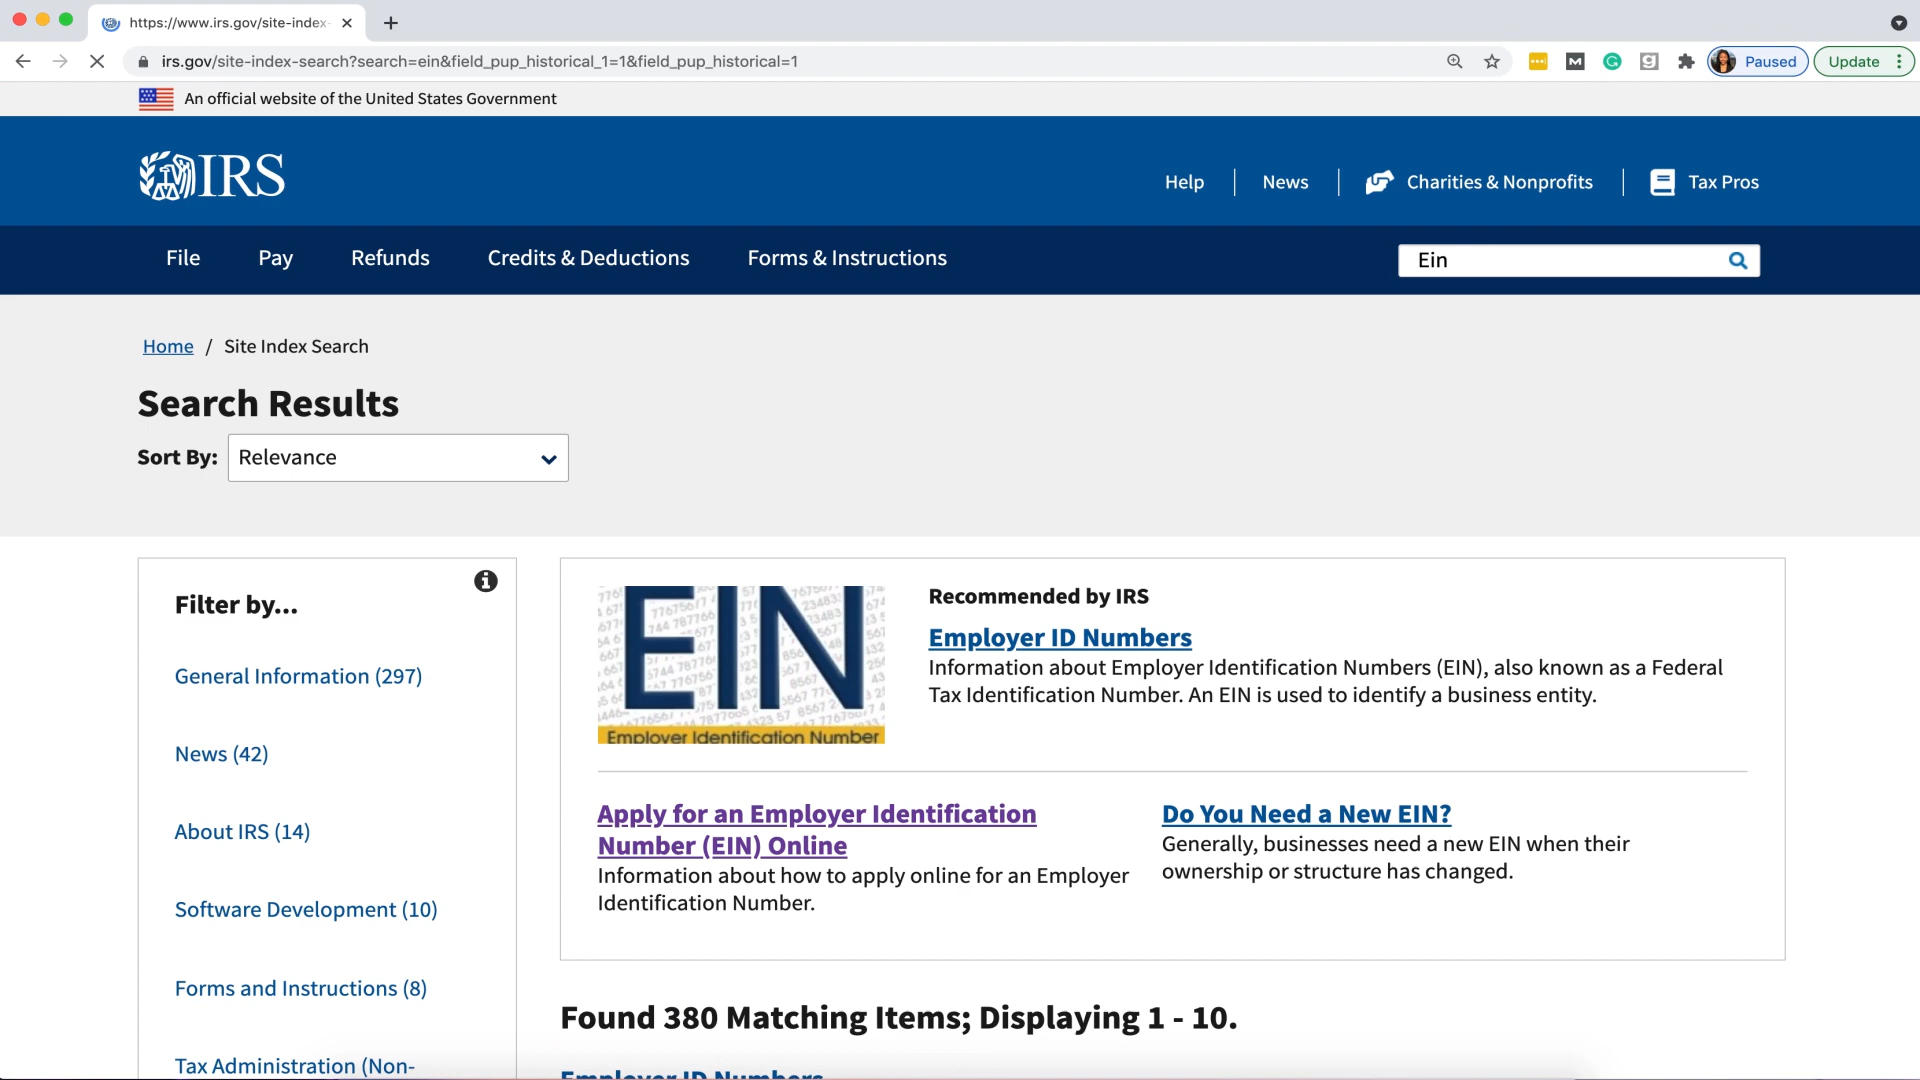 https://www.irs.gov/site-index-
irs.gov/site-index-search?search=ein&field_pup_historical_1=1&field_pup_historical=1
Paused
Update
An official website of the United States Government
IRS
Help
News
Charities & Nonprofits
Tax Pros
File
Pay
Refunds
Credits & Deductions
Forms & Instructions
Ein
Home / Site Index Search
Search Results
Sort By: Relevance
Filter by...
General Information (297)
News (42)
About IRS (14)
Software Development (10)
Forms and Instructions (8)
Tax Administration (Non-
EIN
Employer Identification Number
Recommended by IRS
Employer ID Numbers
Information about Employer Identification Numbers (EIN), also known as a Federal
Tax Identification Number. An EIN is used to identify a business entity.
Apply for an Employer Identification
Number (EIN) Online
Information about how to apply online for an Employer
Identification Number.
Do You Need a New EIN?
Generally, businesses need a new EIN when their
ownership or structure has changed.
Found 380 Matching Items; Displaying 1 - 10.
Employer ID Numbers